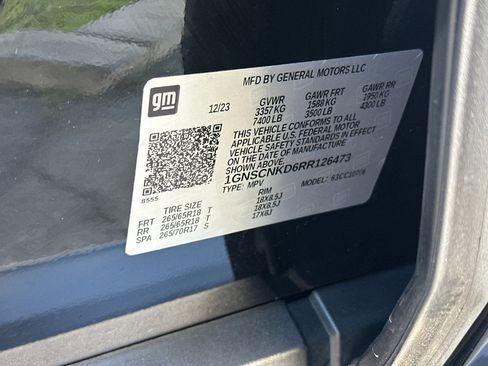 gm
MFD BY GENERAL MOTORS LLC
12/23 GVWR GAWR FRT GAWR RR
3357 KG 1588 KG 1950 KG
7400 LB 3500 LB 4300 LB
THIS VEHICLE CONFORMS TO ALL
APPLICABLE U.S. FEDERAL MOTOR
VEHICLE SAFETY STANDARDS IN EFFECT
ON THE DATE OF MANUFACTURE
SHOWN ABOVE.
1GNSCNKD6RR126473
TYPE: MPV MODEL:
8555
TIRE SIZE RIM
FRT 265/65R18 T 18X8.5J
RR 265/65R18 T 18X8.5J
SPA 265/70R17 S 17X8J